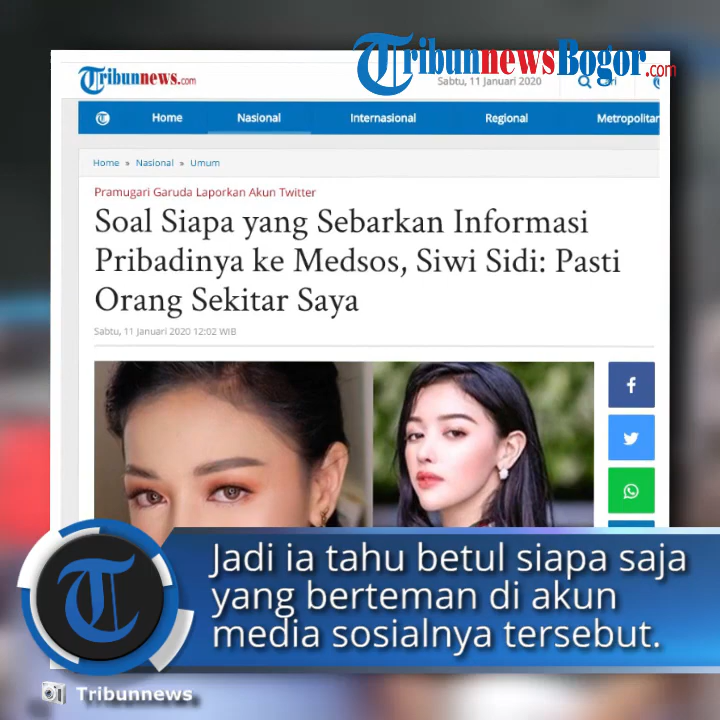 TribunnewsBogor.com
Tribunnews.com
Sabtu, 11 Januari 2020
Home Nasional Internasional Regional Metropolitan
Home » Nasional » Umum
Pramugari Garuda Laporkan Akun Twitter
Soal Siapa yang Sebarkan Informasi
Pribadinya ke Medsos, Siwi Sidi: Pasti
Orang Sekitar Saya
Sabtu, 11 Januari 2020 12:02 WIB
Jadi ia tahu betul siapa saja
yang berteman di akun
media sosialnya tersebut.
Tribunnews